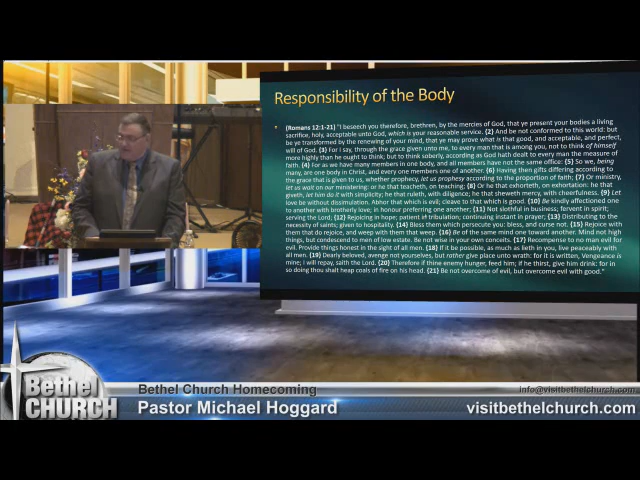 Responsibility of the Body
• (Romans 12:1-21) "I beseech you therefore, brethren, by the mercies of God, that ye present your bodies a living
sacrifice, holy, acceptable unto God, which is your reasonable service. (2) And be not conformed to this world: but
be ye transformed by the renewing of your mind, that ye may prove what is that good, and acceptable, and perfect,
will of God. (3) For I say, through the grace given unto me, to every man that is among you, not to think of himself
more highly than he ought to think; but to think soberly, according as God hath dealt to every man the measure of
faith. (4) For as we have many members in one body, and all members have not the same office: (5) So we, being
many, are one body in Christ, and every one members one of another. (6) Having then gifts differing according to
the grace that is given to us, whether prophecy, let us prophesy according to the proportion of faith; (7) Or ministry,
let us wait on our ministering: or he that teacheth, on teaching; (8) Or he that exhorteth, on exhortation: he that
giveth, let him do it with simplicity; he that ruleth, with diligence; he that sheweth mercy, with cheerfulness. (9) Let
love be without dissimulation. Abhor that which is evil; cleave to that which is good. (10) Be kindly affectioned one
to another with brotherly love; in honour preferring one another; (11) Not slothful in business; fervent in spirit;
serving the Lord; (12) Rejoicing in hope; patient in tribulation; continuing instant in prayer; (13) Distributing to the
necessity of saints; given to hospitality. (14) Bless them which persecute you: bless, and curse not. (15) Rejoice with
them that do rejoice, and weep with them that weep. (16) Be of the same mind one toward another. Mind not high
things, but condescend to men of low estate. Be not wise in your own conceits. (17) Recompense to no man evil for
evil. Provide things honest in the sight of all men. (18) If it be possible, as much as lieth in you, live peaceably with
all men. (19) Dearly beloved, avenge not yourselves, but rather give place unto wrath: for it is written, Vengeance is
mine; I will repay, saith the Lord. (20) Therefore if thine enemy hunger, feed him; if he thirst, give him drink: for in
so doing thou shalt heap coals of fire on his head. (21) Be not overcome of evil, but overcome evil with good."
Bethel
CHURCH
Bethel Church Homecoming
info@visitbethelchurch.com
Pastor Michael Hoggard
visitbethelchurch.com